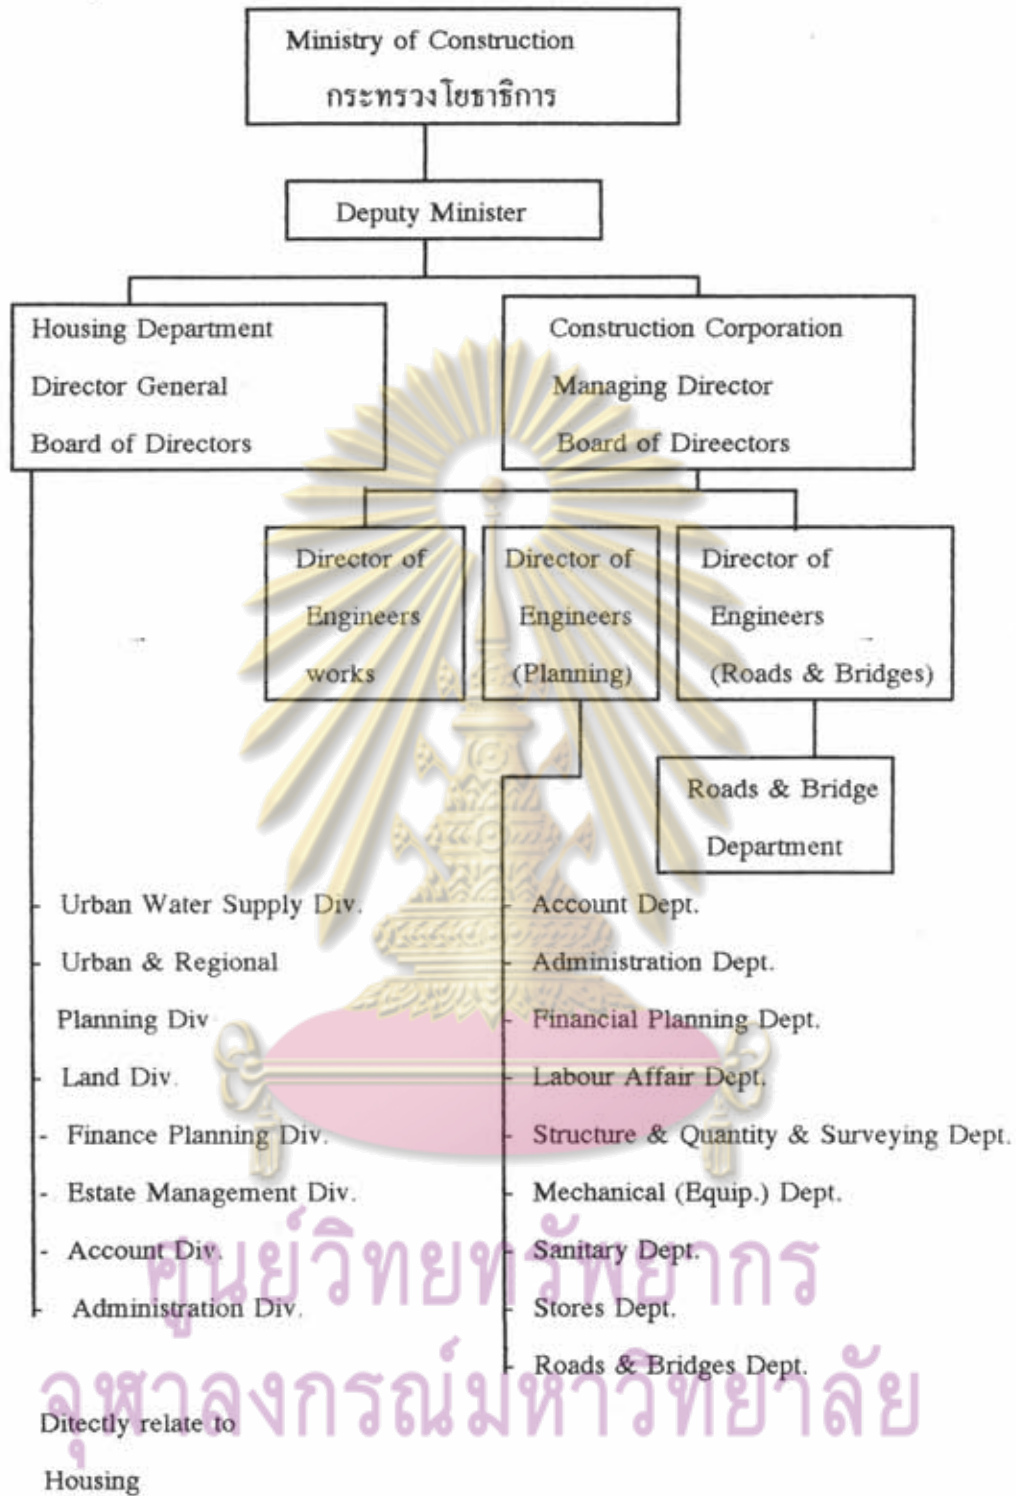 Ministry of Construction
กระทรวงโยธาธิการ
Deputy Minister
Housing Department
Director General
Board of Directors
Construction Corporation
Managing Director
Board of Direectors
Director of
Engineers
works
Director of
Engineers
(Planning)
Director of
Engineers
(Roads & Bridges)
Roads & Bridge
Department
- Urban Water Supply Div.
- Urban & Regional
Planning Div
- Land Div.
- Finance Planning Div.
- Estate Management Div.
- Account Div.
- Administration Div.
Ditectly relate to
Housing
- Account Dept.
- Administration Dept.
- Financial Planning Dept.
- Labour Affair Dept.
- Structure & Quantity & Surveying Dept.
- Mechanical (Equip.) Dept.
- Sanitary Dept.
- Stores Dept.
- Roads & Bridges Dept.
ศูนย์วิทยทรัพยากร
จุฬาลงกรณ์มหาวิทยาลัย